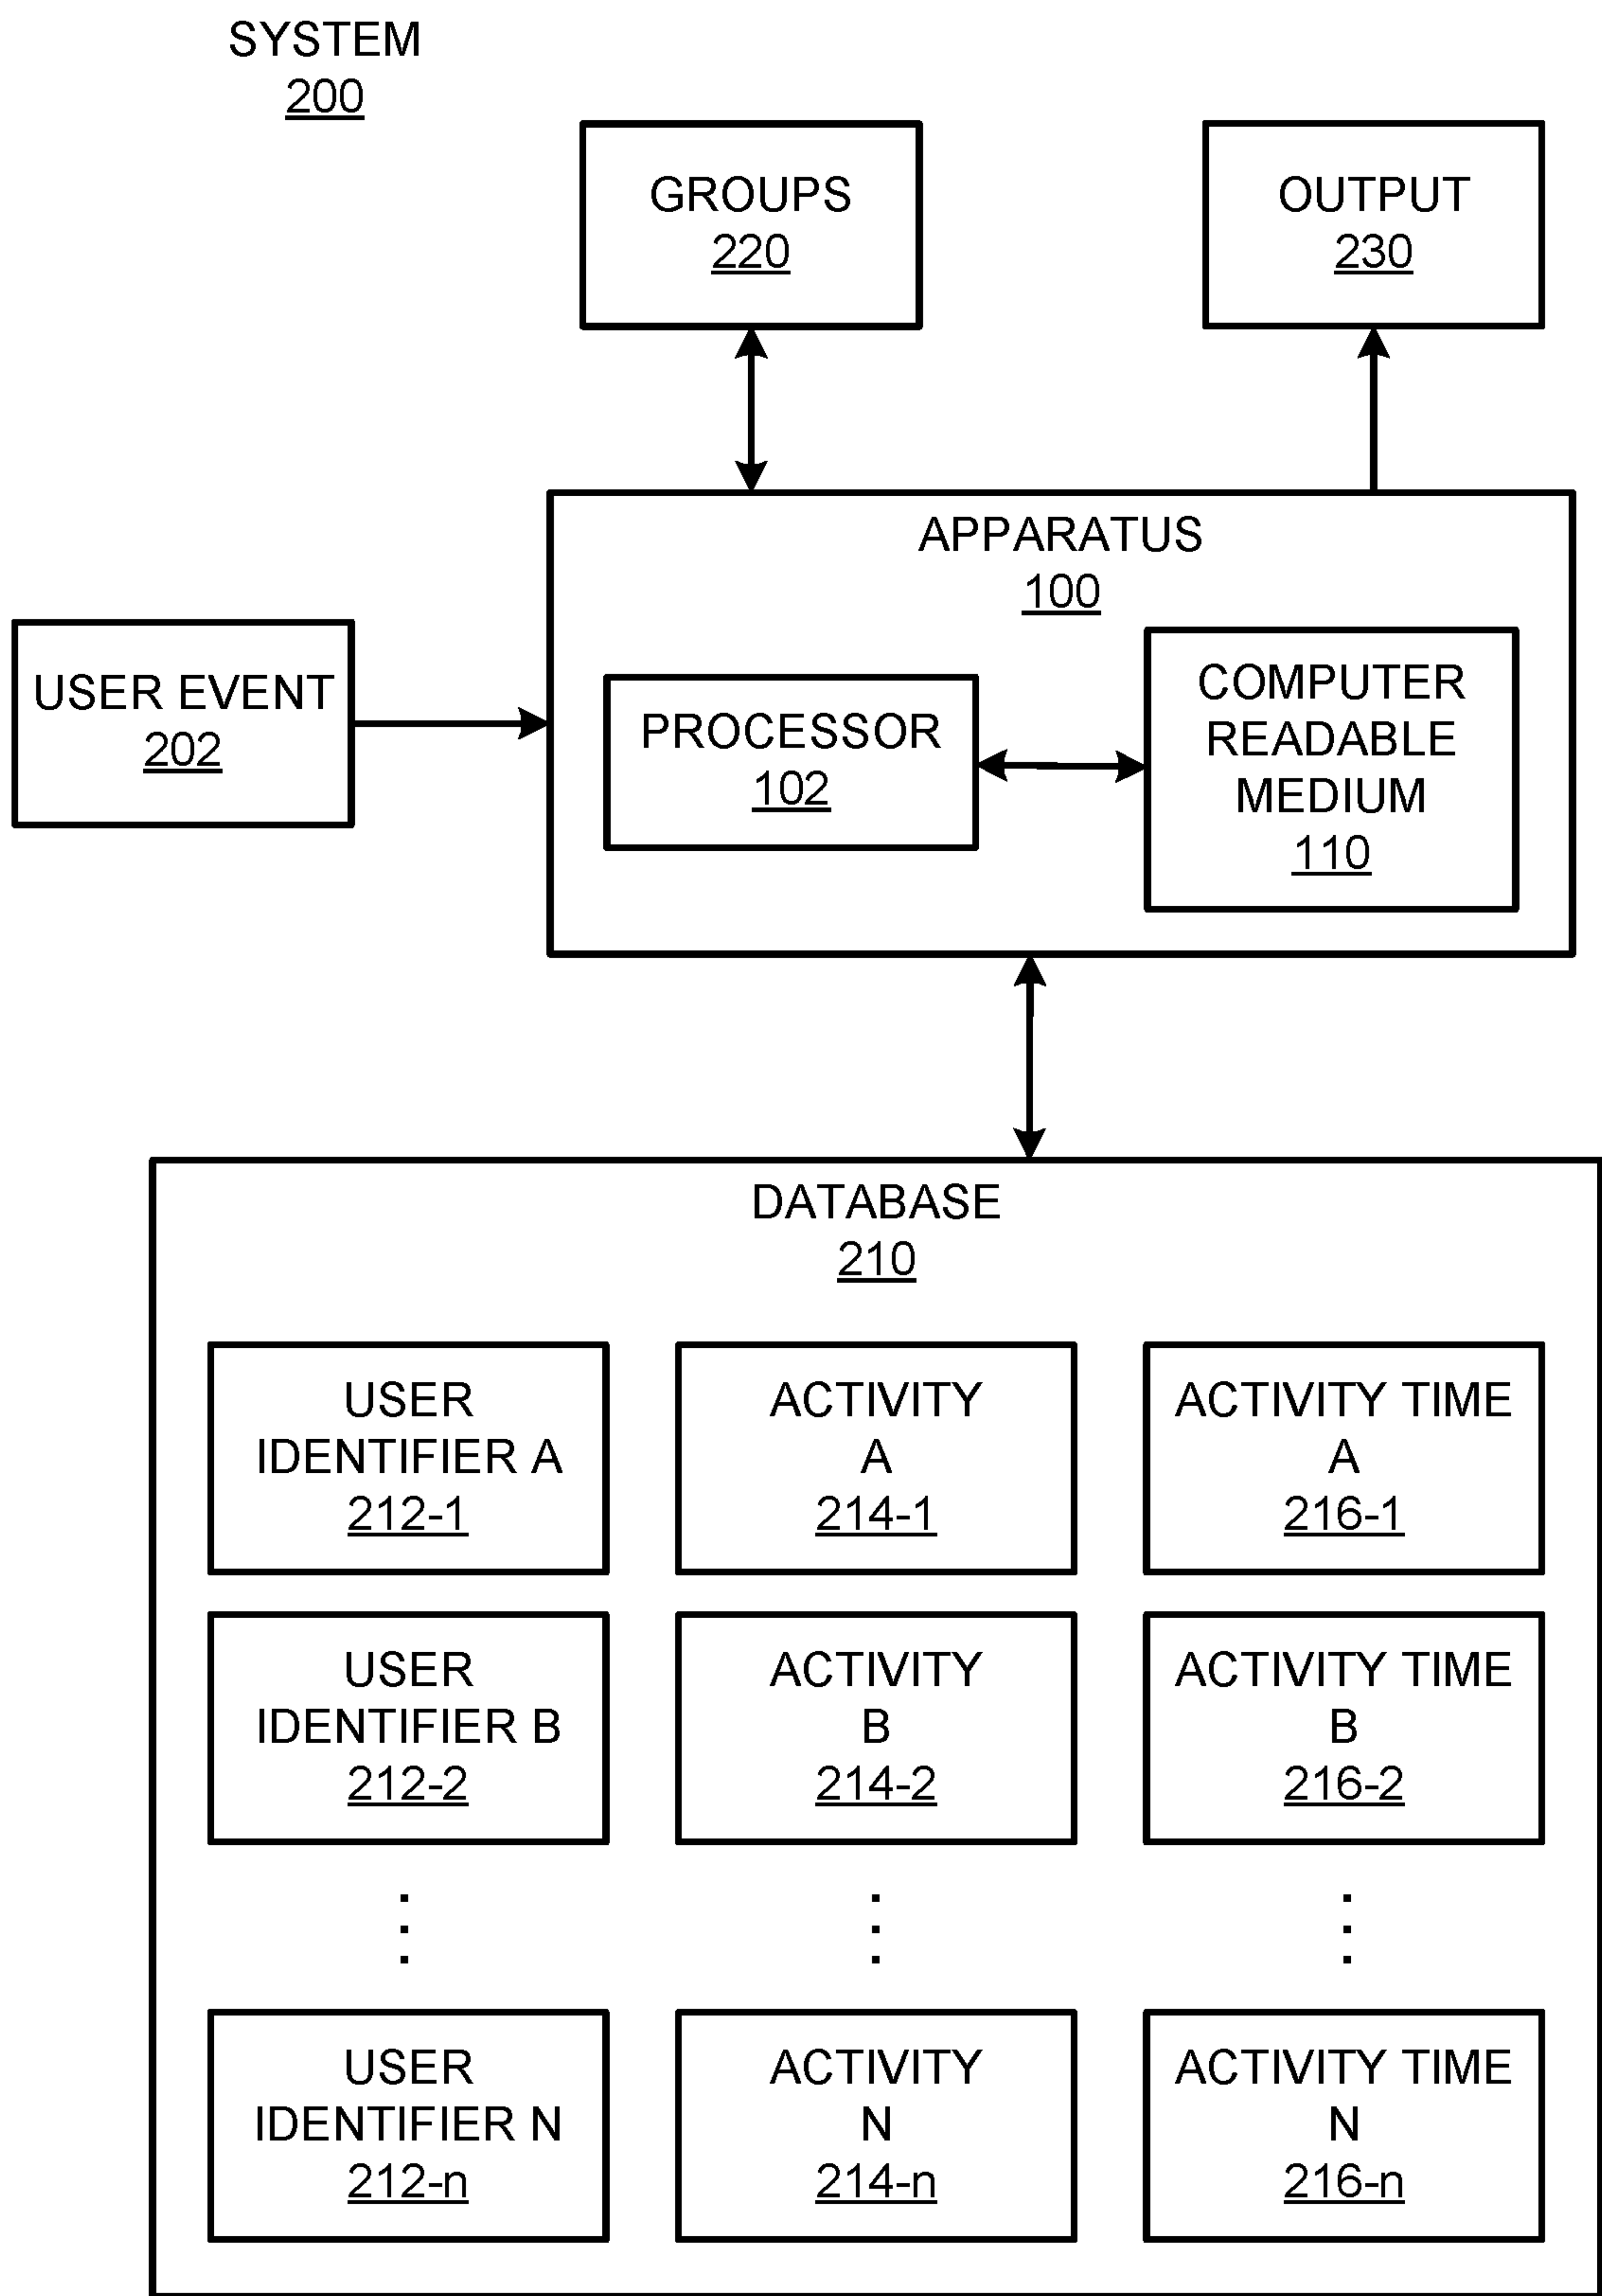 SYSTEM
200
GROUPS
220
OUTPUT
230
APPARATUS
100
USER EVENT
202
PROCESSOR
102
COMPUTER
READABLE
MEDIUM
110
DATABASE
210
USER
IDENTIFIER A
212-1
ACTIVITY
A
214-1
ACTIVITY TIME
A
216-1
USER
IDENTIFIER B
212-2
ACTIVITY
B
214-2
ACTIVITY TIME
B
216-2
USER
IDENTIFIER N
212-n
ACTIVITY
N
214-n
ACTIVITY TIME
N
216-n